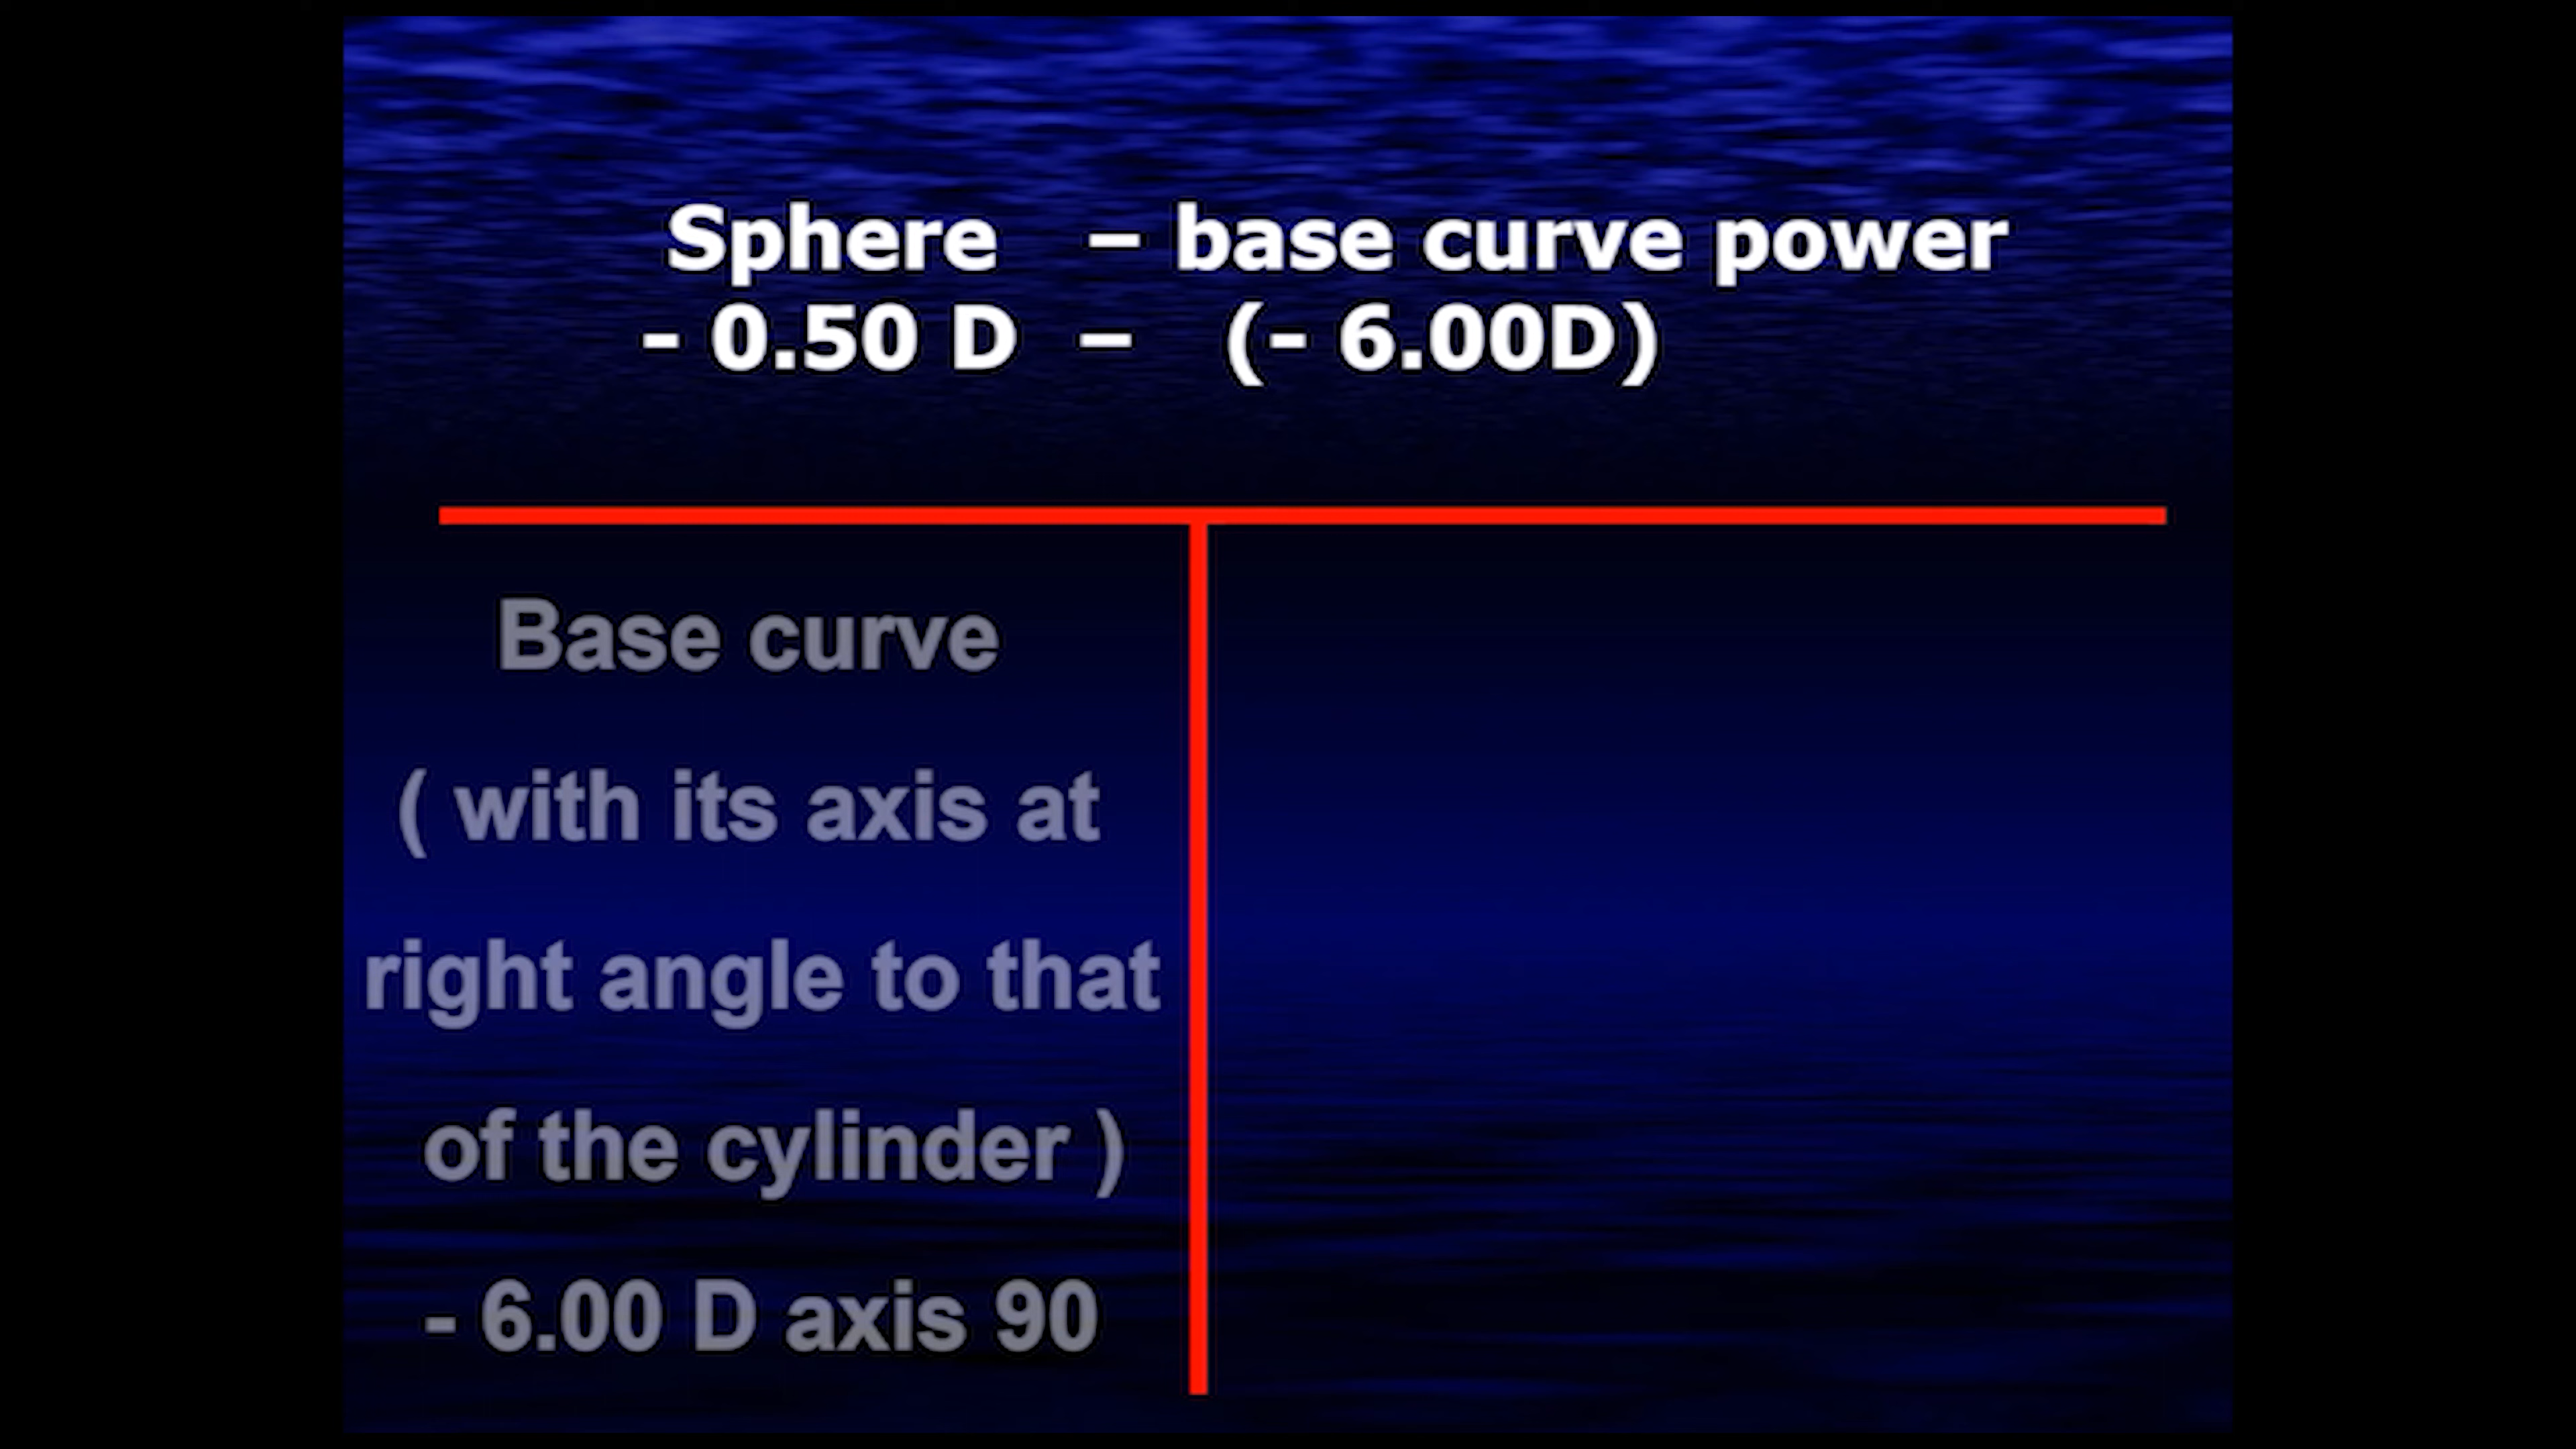 Sphere – base curve power
- 0.50 D – (- 6.00D)
Base curve
( with its axis at
right angle to that
of the cylinder )
- 6.00 D axis 90